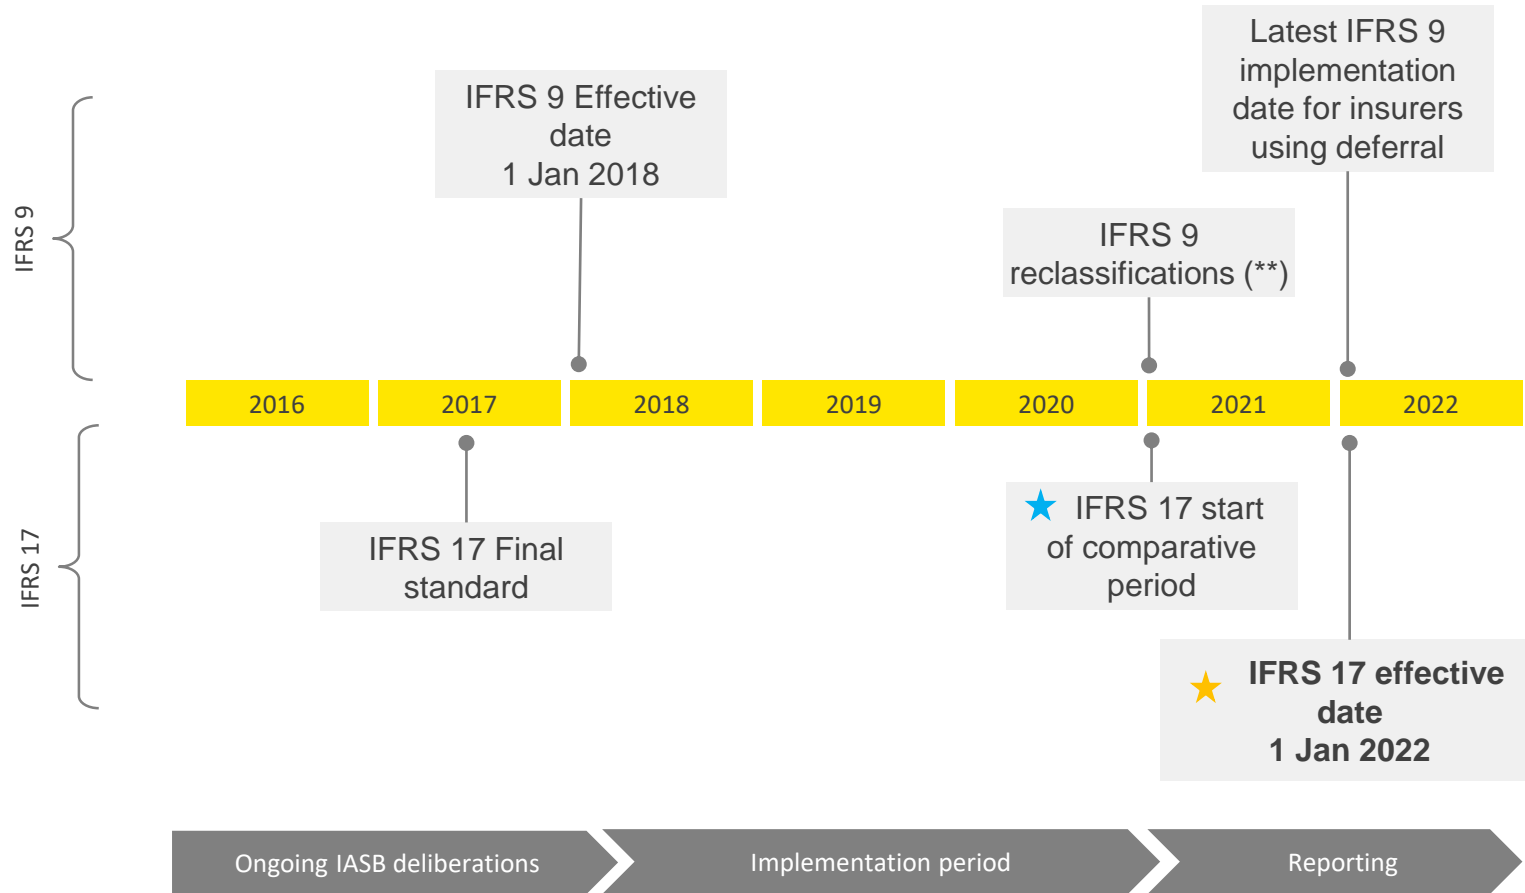 Latest IFRS 9
implementation
date for insurers
using deferral
IFRS 9 Effective
date
1 Jan 2018
IFRS 9
reclassifications (**)
IFRS 9
2016
2017
2018
2019
2020
2021
2022
IFRS 17
IFRS 17 Final
standard
IFRS 17 start
of comparative
period
IFRS 17 effective
date
1 Jan 2022
Ongoing IASB deliberations
Implementation period
Reporting